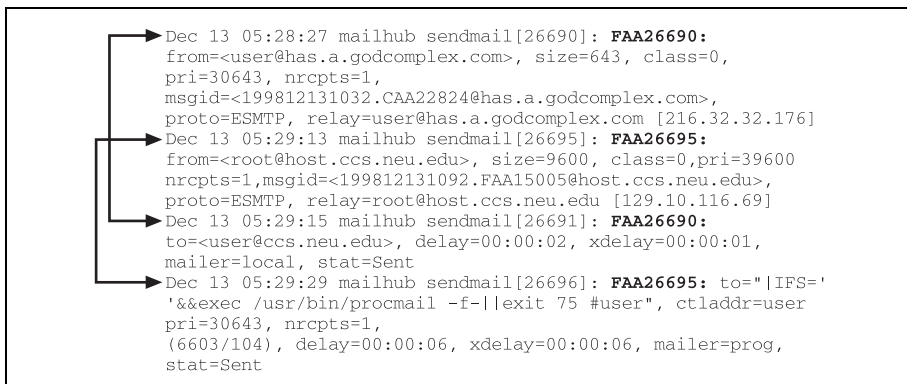 Dec 13 05:28:27 mailhub sendmail[26690]: FAA26690:
from=<user@has.a.godcomplex.com>, size=643, class=0,
pri=30643, nrcpts=1,
msgid=<199812131032.CAA22824@has.a.godcomplex.com>,
proto=ESMTP, relay=user@has.a.godcomplex.com [216.32.32.176]
Dec 13 05:29:13 mailhub sendmail[26695]: FAA26695:
from=<root@host.ccs.neu.edu>, size=9600, class=0,pri=39600
nrcpts=1,msgid=<199812131092.FAA15005@host.ccs.neu.edu>,
proto=ESMTP, relay=root@host.ccs.neu.edu [129.10.116.69]
Dec 13 05:29:15 mailhub sendmail[26691]: FAA26690:
to=<user@ccs.neu.edu>, delay=00:00:02, xdelay=00:00:01,
mailer=local, stat=Sent
Dec 13 05:29:29 mailhub sendmail[26696]: FAA26695: to="|IFS='
'&&exec /usr/bin/procmail -f-||exit 75 #user", ctladdr=user
pri=30643, nrcpts=1,
(6603/104), delay=00:00:06, xdelay=00:00:06, mailer=prog,
stat=Sent